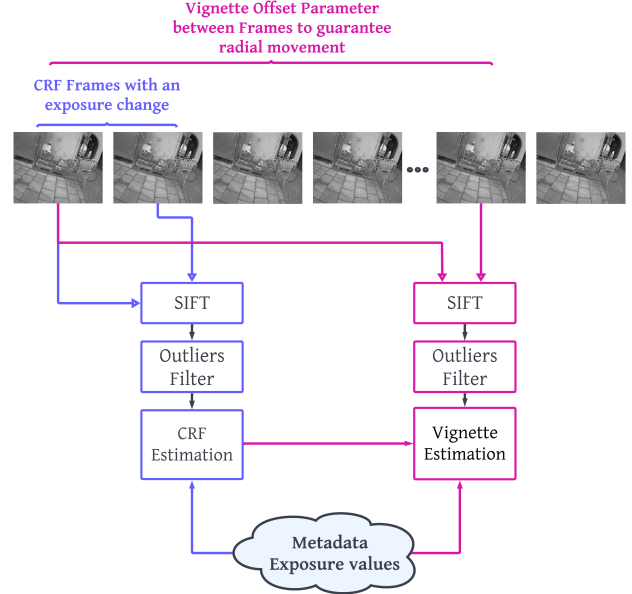 Vignette Offset Parameter
between Frames to guarantee
radial movement
CRF Frames with an
exposure change
SIFT
SIFT
Outliers
Filter
Outliers
Filter
CRF
Estimation
Vignette
Estimation
Metadata
Exposure values